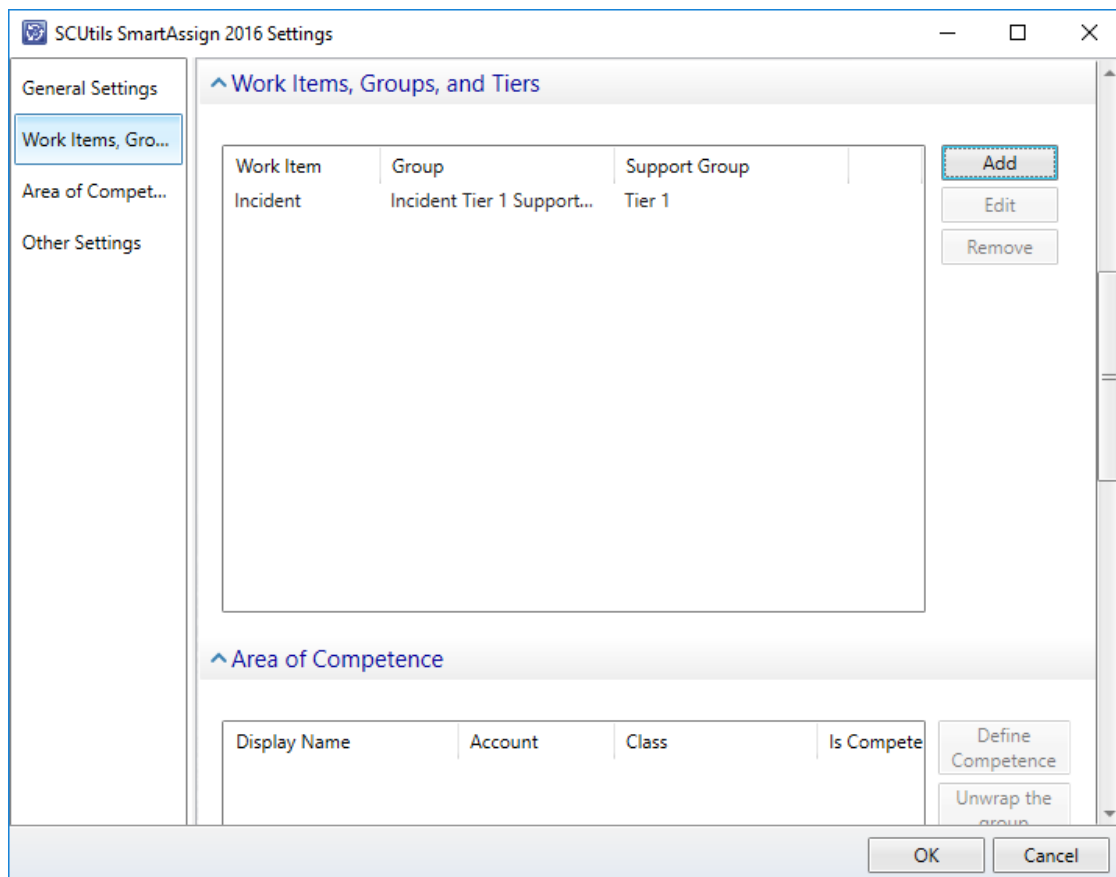 SCUtils SmartAssign 2016 Settings
General Settings
Work Items, Gro...
Area of Compet...
Other Settings
Work Items, Groups, and Tiers
Work Item Group Support Group
Incident Incident Tier 1 Support... Tier 1
Add
Edit
Remove
Area of Competence
Display Name Account Class Is Compete
Define
Competence
Unwrap the
group
OK Cancel